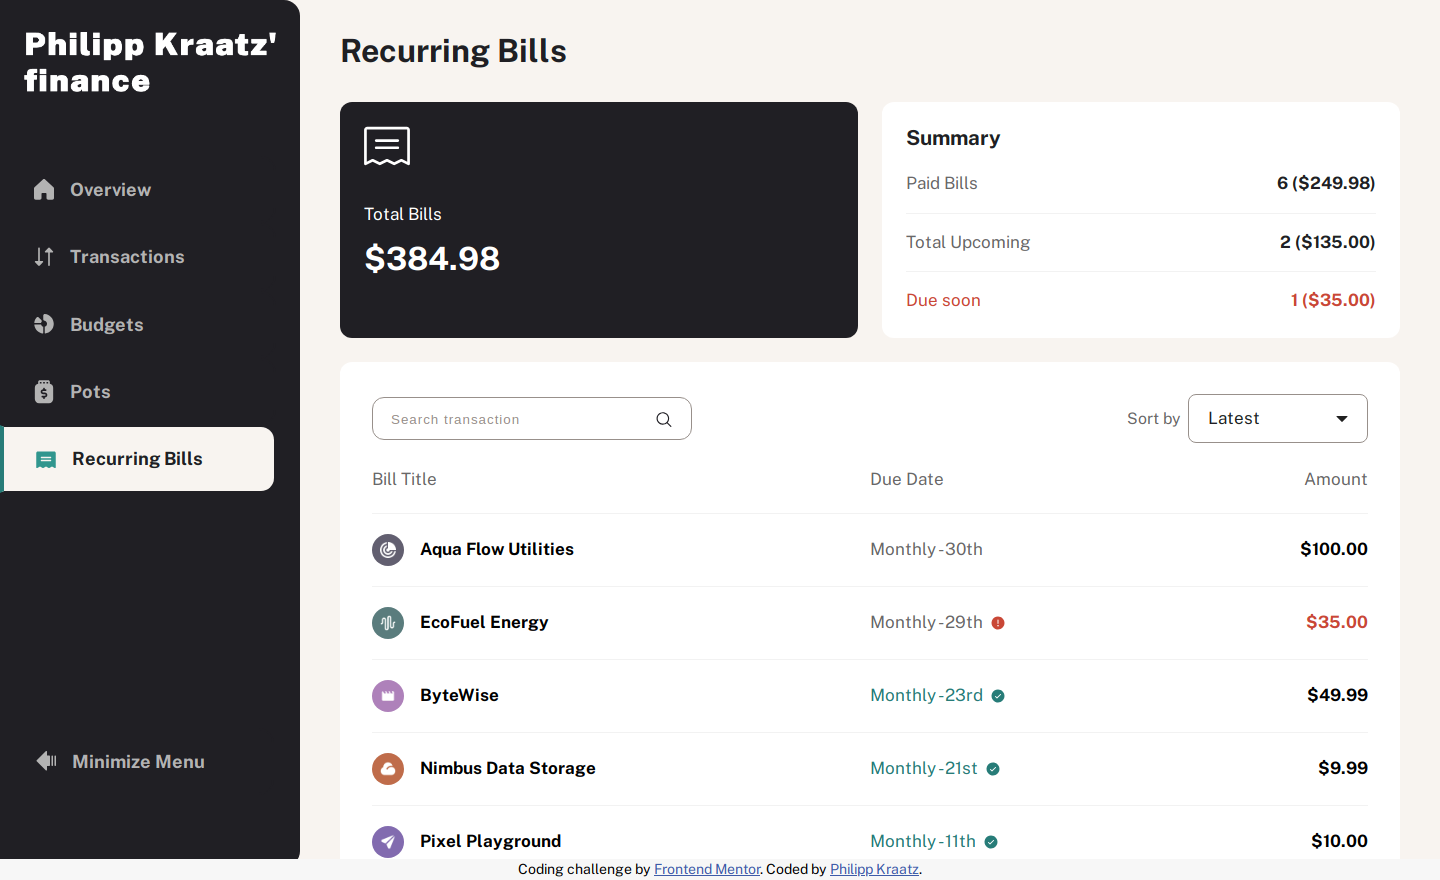 Philipp Kraatz'
finance
Overview
Transactions
Budgets
Pots
Recurring Bills
Minimize Menu
Recurring Bills
Total Bills
$384.98
Summary
Paid Bills 6 ($249.98)
Total Upcoming 2 ($135.00)
Due soon 1 ($35.00)
Search transaction
Sort by Latest
Bill Title Due Date Amount
Aqua Flow Utilities Monthly-30th $100.00
EcoFuel Energy Monthly-29th $35.00
ByteWise Monthly-23rd $49.99
Nimbus Data Storage Monthly-21st $9.99
Pixel Playground Monthly-11th $10.00
Coding challenge by Frontend Mentor. Coded by Philipp Kraatz.